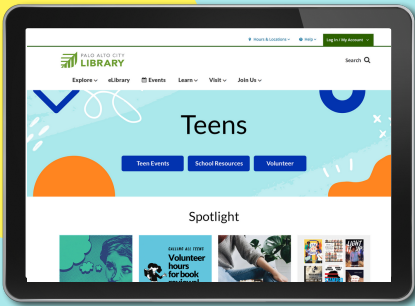 Hours & Locations Help Log In / My Account
PALO ALTO CITY
LIBRARY
Search
Explore eLibrary Events Learn Visit Join Us
Teens
Teen Events School Resources Volunteer
Spotlight
CALLING ALL TEENS
Volunteer
hours
for book
reviews!